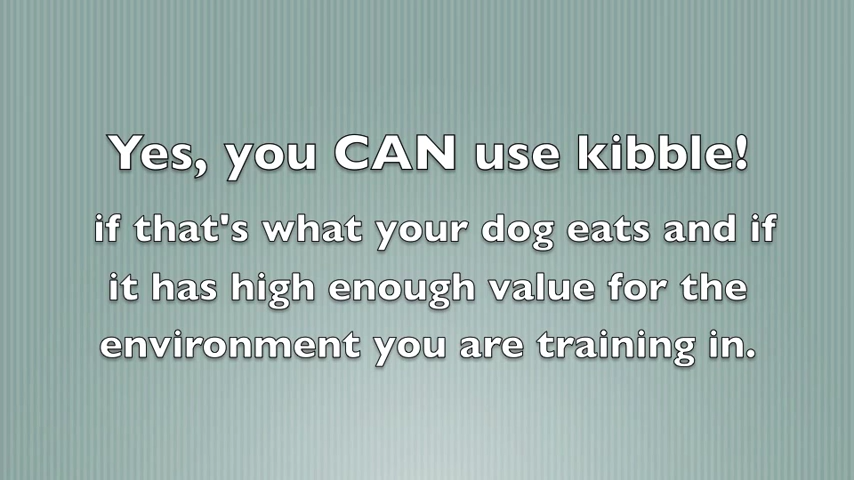 Yes, you CAN use kibble!
if that's what your dog eats and if
it has high enough value for the
environment you are training in.